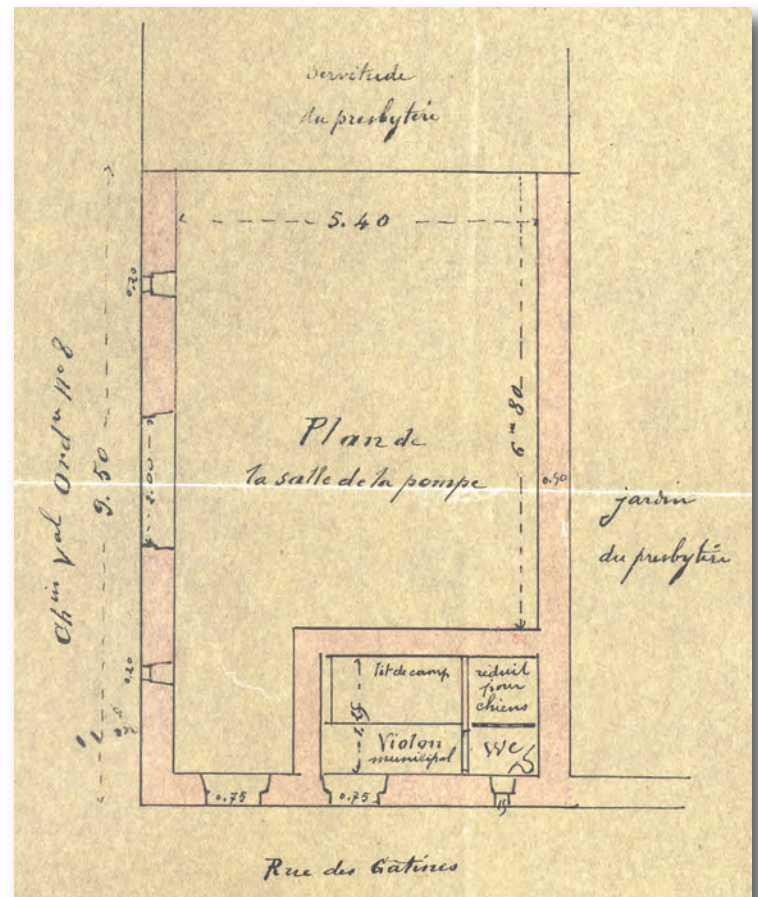 Servitude
du presbytère
5.40
0.20
Chin Val Ordre N° 8
9.50
2.00
6m 80
Plan de
la salle de la pompe
0.50
jardin
du presbytère
0.20
lit de camp
réduit
pour
chiens
Violon
municipal
WC
0.75
0.75
15
Rue des Gatines